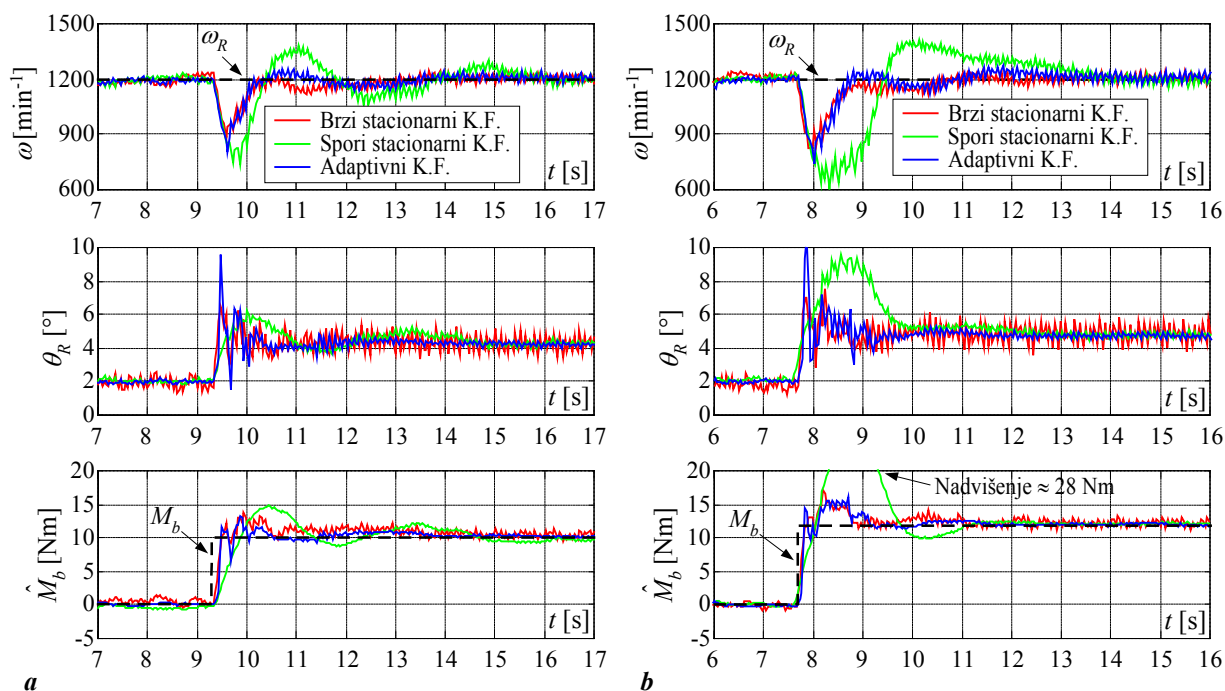 1500
1200
900
600
ω [min⁻¹]
ω_R
Brzi stacionarni K.F.
Spori stacionarni K.F.
Adaptivni K.F.
t [s]
7 8 9 10 11 12 13 14 15 16 17
1500
1200
900
600
ω [min⁻¹]
ω_R
Brzi stacionarni K.F.
Spori stacionarni K.F.
Adaptivni K.F.
t [s]
6 7 8 9 10 11 12 13 14 15 16
10
8
6
4
2
0
θ_R [°]
t [s]
7 8 9 10 11 12 13 14 15 16 17
10
8
6
4
2
0
θ_R [°]
t [s]
6 7 8 9 10 11 12 13 14 15 16
20
15
10
5
0
-5
M̂_b [Nm]
M_b
t [s]
7 8 9 10 11 12 13 14 15 16 17
a
20
15
10
5
0
-5
M̂_b [Nm]
M_b
Nadvišenje ≈ 28 Nm
t [s]
6 7 8 9 10 11 12 13 14 15 16
b